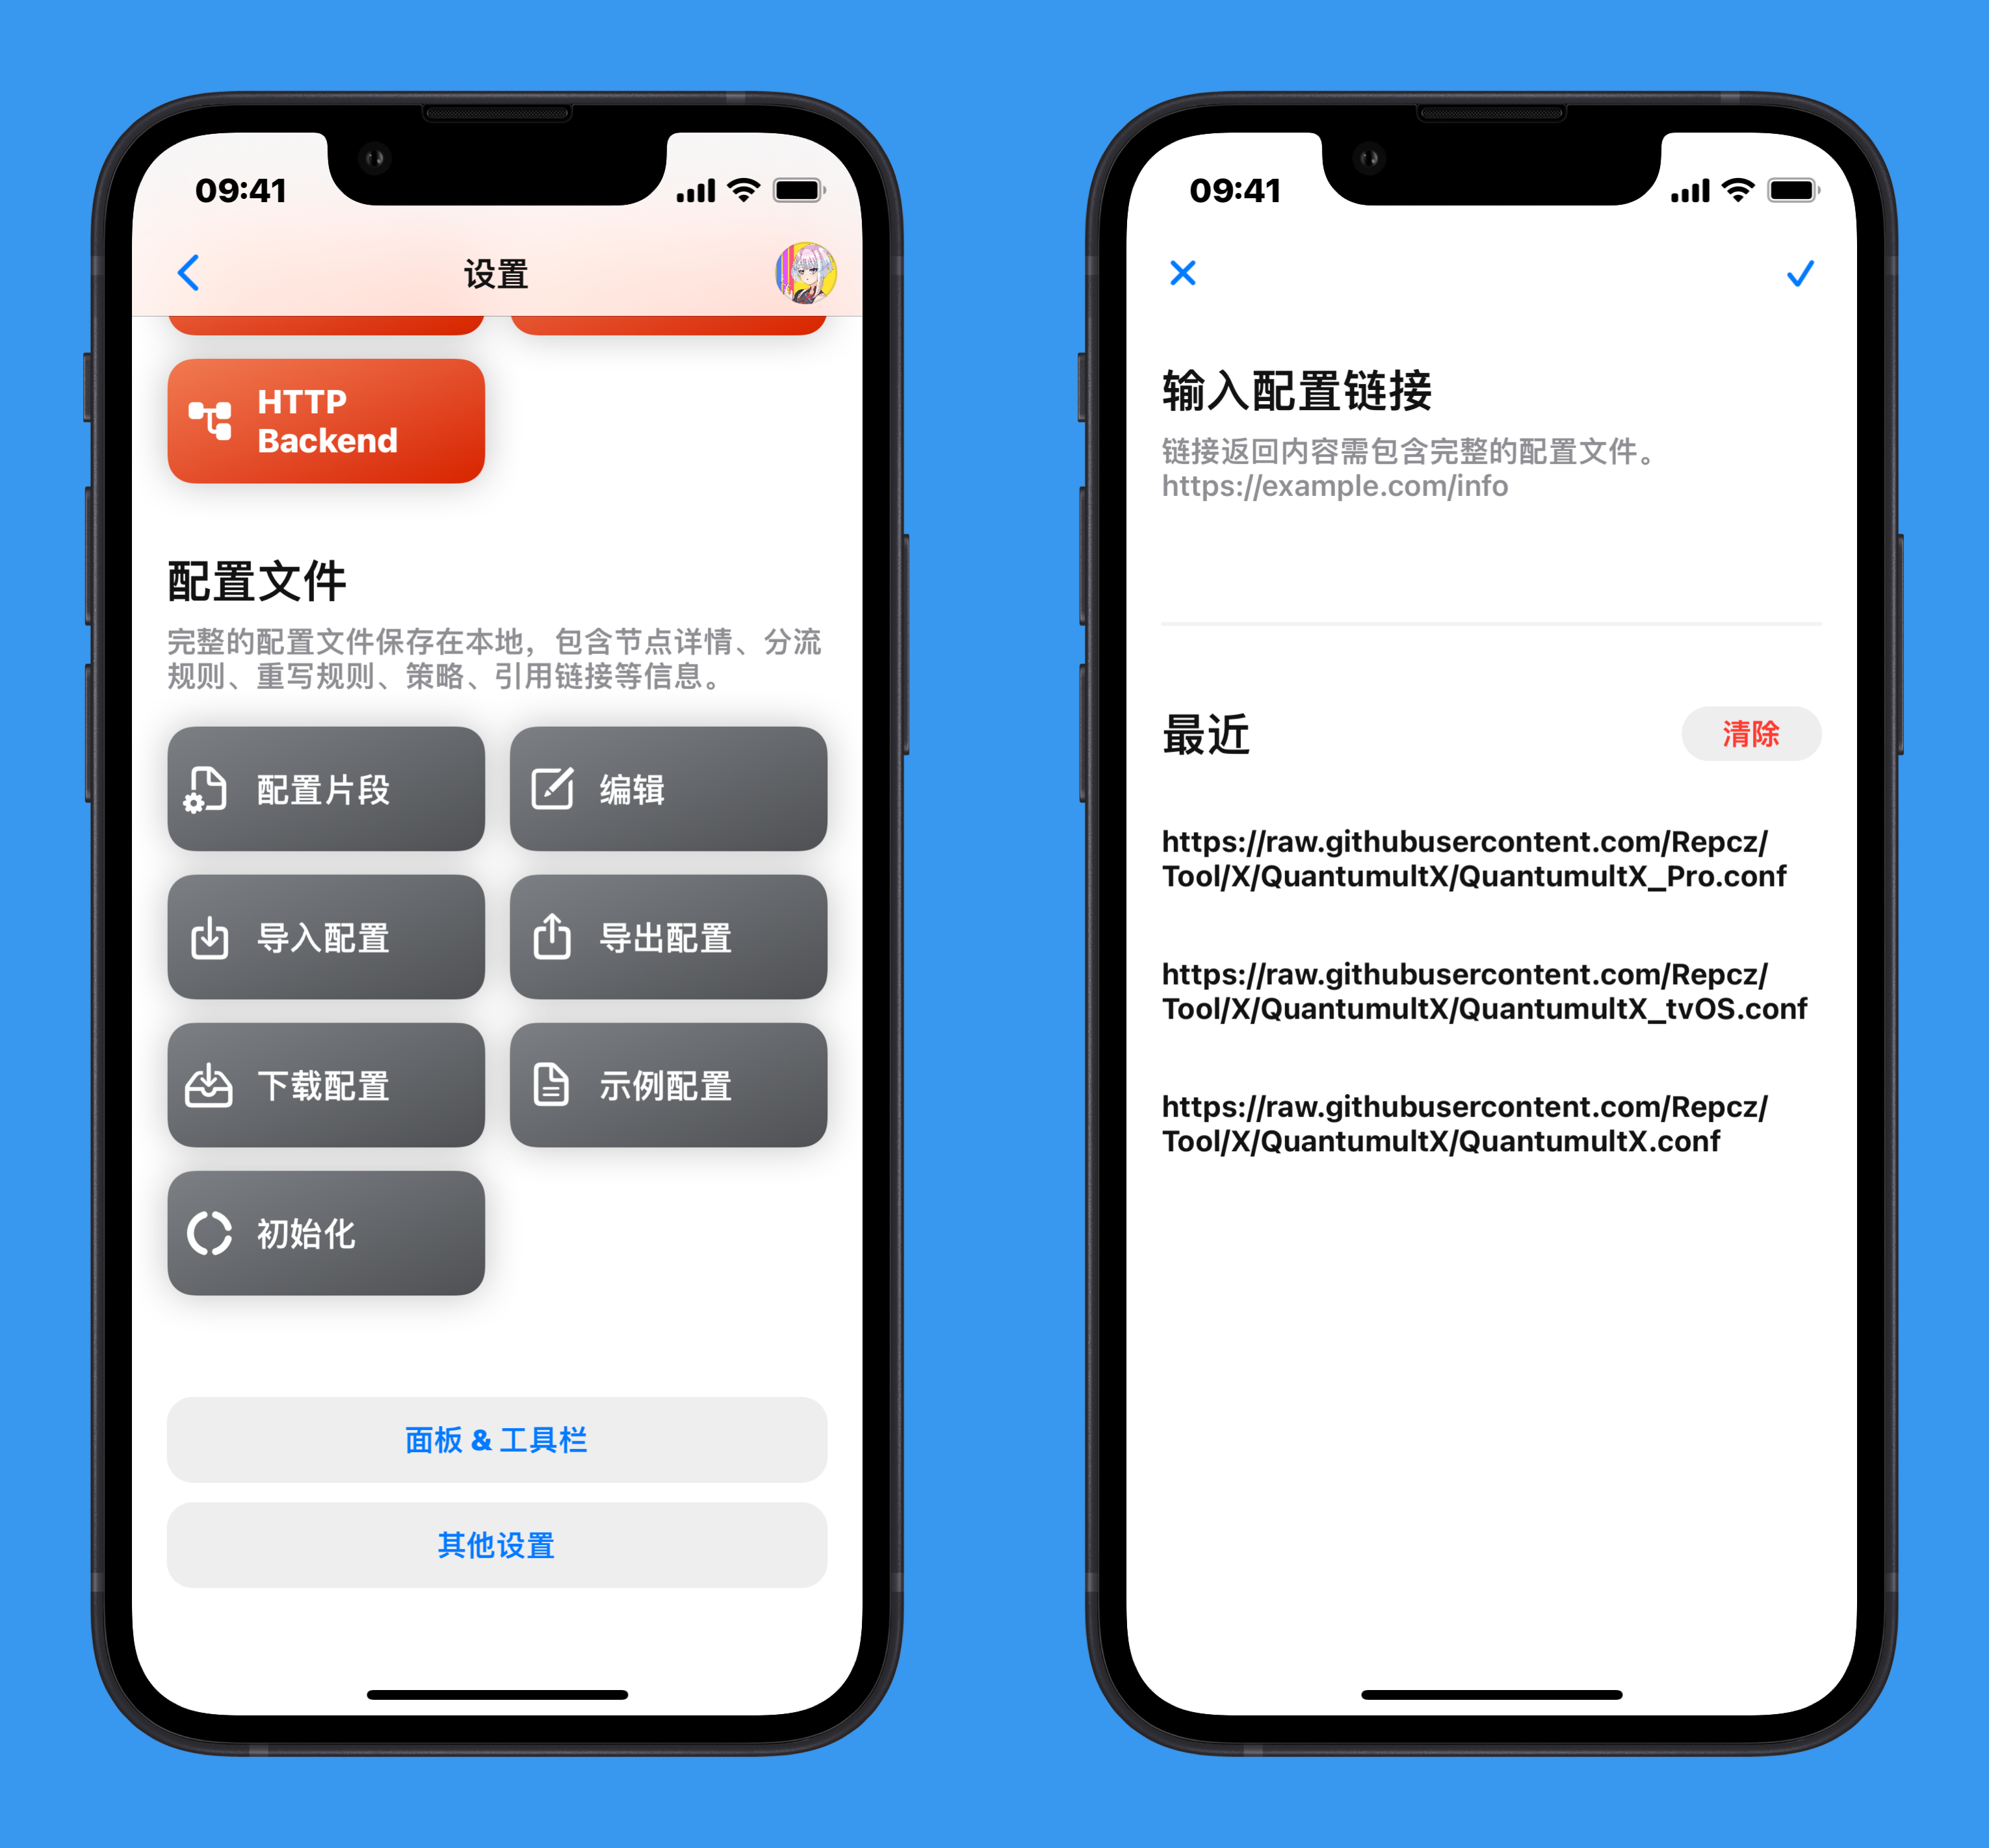 09:41
设置
HTTP
Backend
配置文件
完整的配置文件保存在本地，包含节点详情、分流
规则、重写规则、策略、引用链接等信息。
配置片段
编辑
导入配置
导出配置
下载配置
示例配置
初始化
面板 & 工具栏
其他设置
09:41
输入配置链接
链接返回内容需包含完整的配置文件。
https://example.com/info
最近
清除
https://raw.githubusercontent.com/Repcz/
Tool/X/QuantumultX/QuantumultX_Pro.conf
https://raw.githubusercontent.com/Repcz/
Tool/X/QuantumultX/QuantumultX_tvOS.conf
https://raw.githubusercontent.com/Repcz/
Tool/X/QuantumultX/QuantumultX.conf